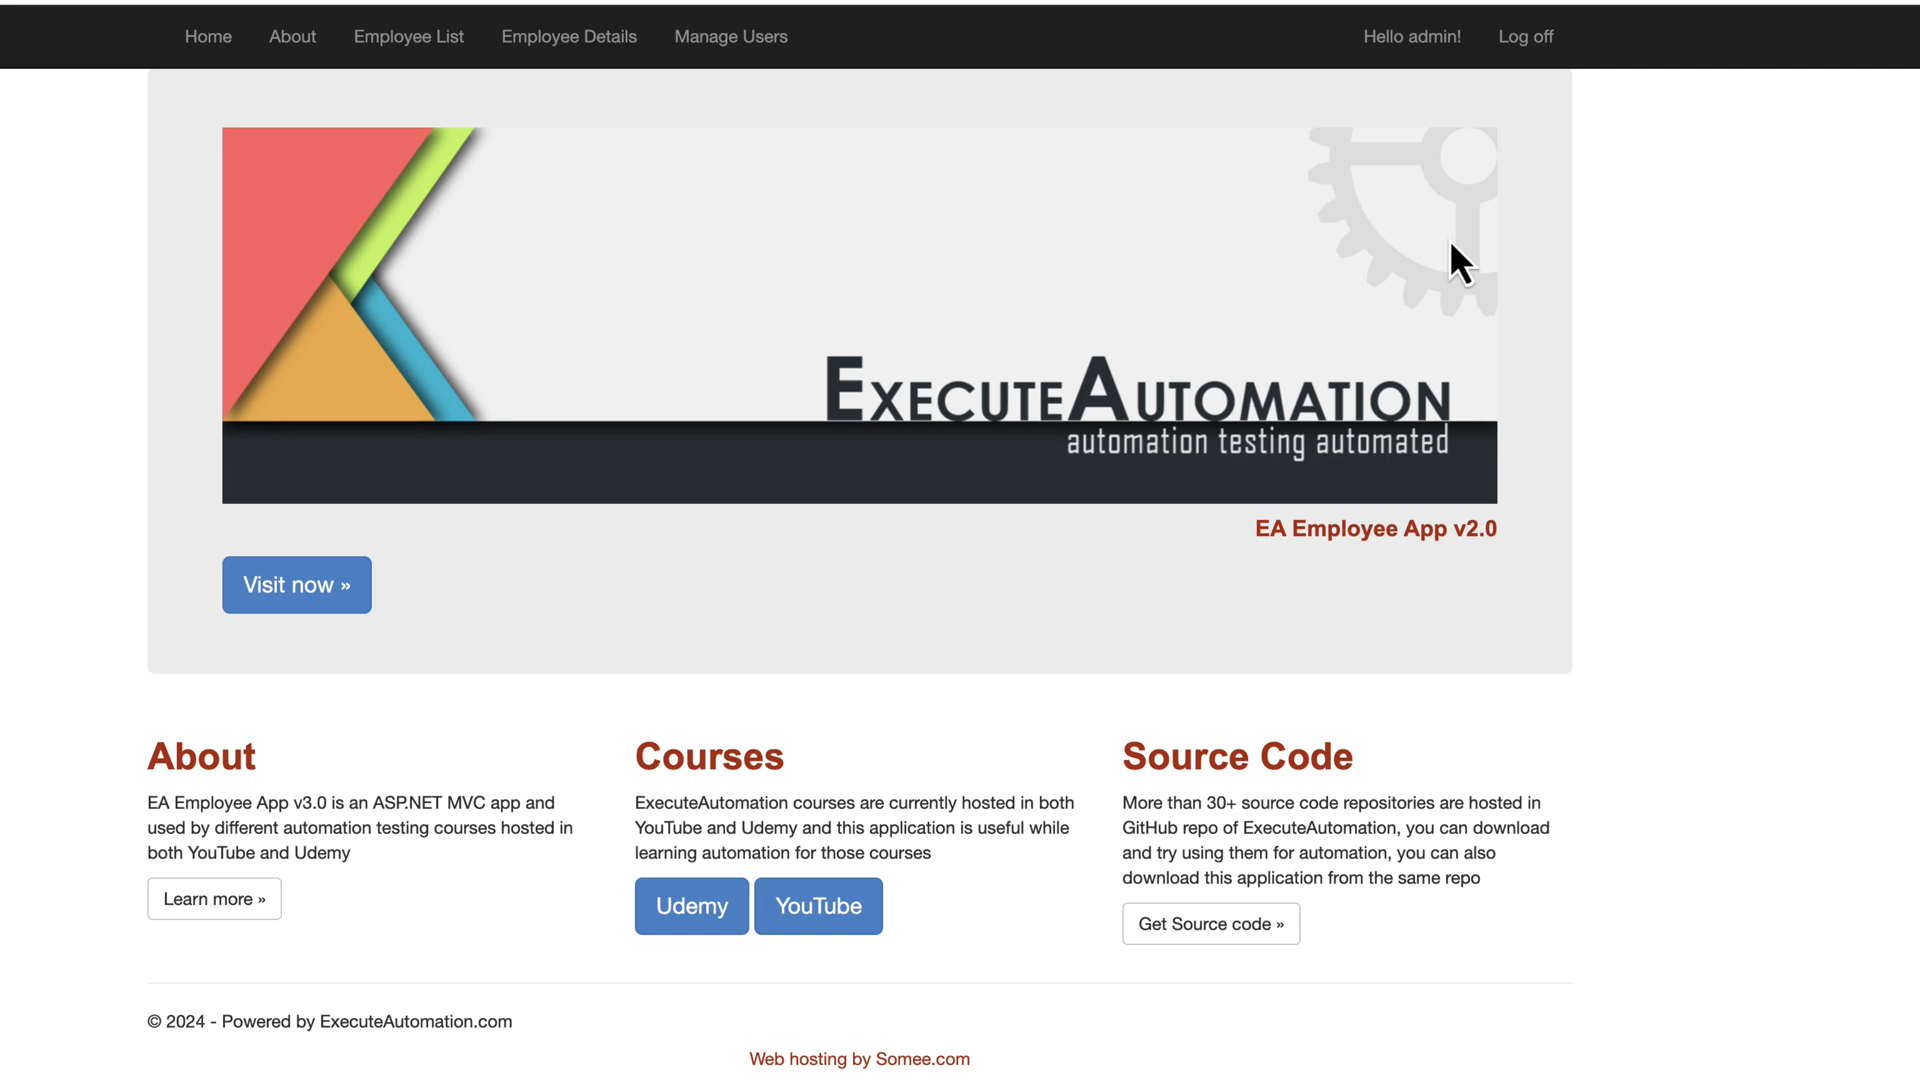 Home About Employee List Employee Details Manage Users Hello admin! Log off
EXECUTEAUTOMATION
automation testing automated
EA Employee App v2.0
Visit now »
About
EA Employee App v3.0 is an ASP.NET MVC app and
used by different automation testing courses hosted in
both YouTube and Udemy
Learn more »
Courses
ExecuteAutomation courses are currently hosted in both
YouTube and Udemy and this application is useful while
learning automation for those courses
Udemy YouTube
Source Code
More than 30+ source code repositories are hosted in
GitHub repo of ExecuteAutomation, you can download
and try using them for automation, you can also
download this application from the same repo
Get Source code »
© 2024 - Powered by ExecuteAutomation.com
Web hosting by Somee.com